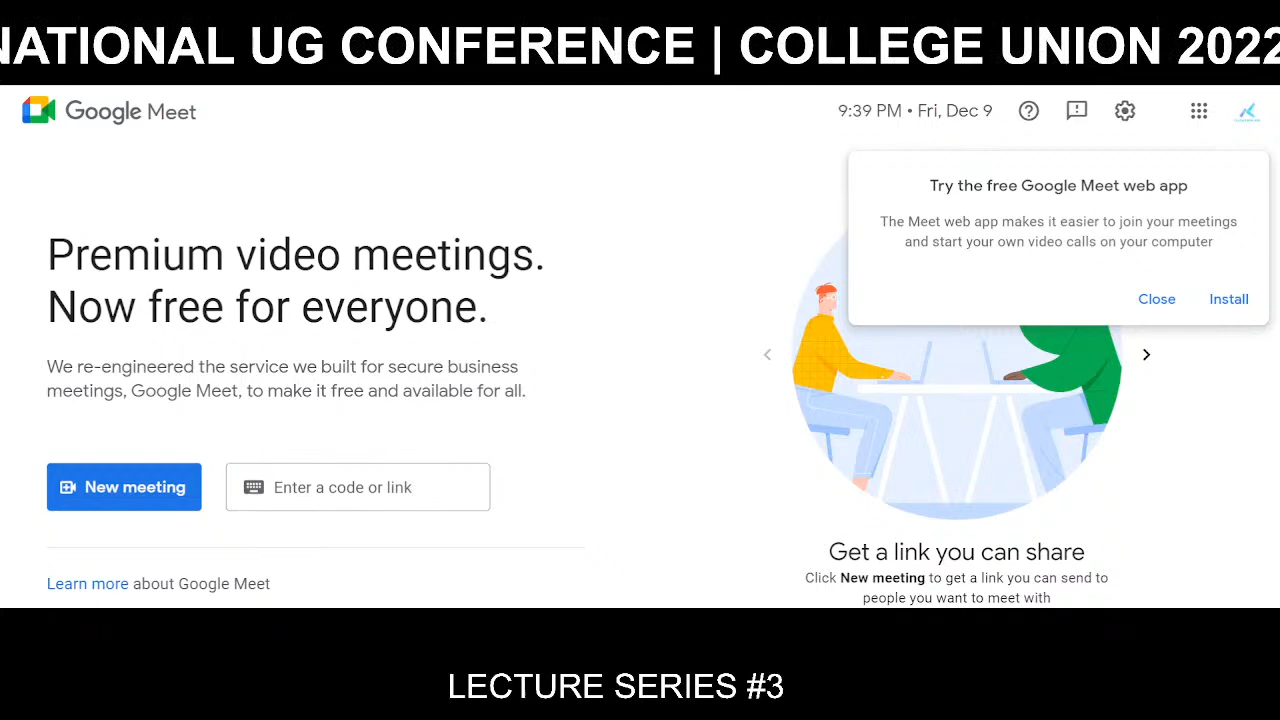 NATIONAL UG CONFERENCE | COLLEGE UNION 2022
Google Meet
9:39 PM • Fri, Dec 9
Try the free Google Meet web app
The Meet web app makes it easier to join your meetings
and start your own video calls on your computer
Close Install
Premium video meetings.
Now free for everyone.
We re-engineered the service we built for secure business
meetings, Google Meet, to make it free and available for all.
New meeting
Enter a code or link
Learn more about Google Meet
Get a link you can share
Click New meeting to get a link you can send to
people you want to meet with
LECTURE SERIES #3